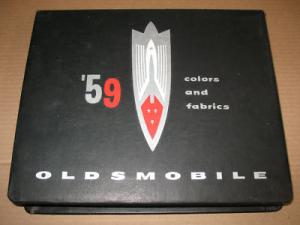 '59
colors
and
fabrics
OLDSMOBILE